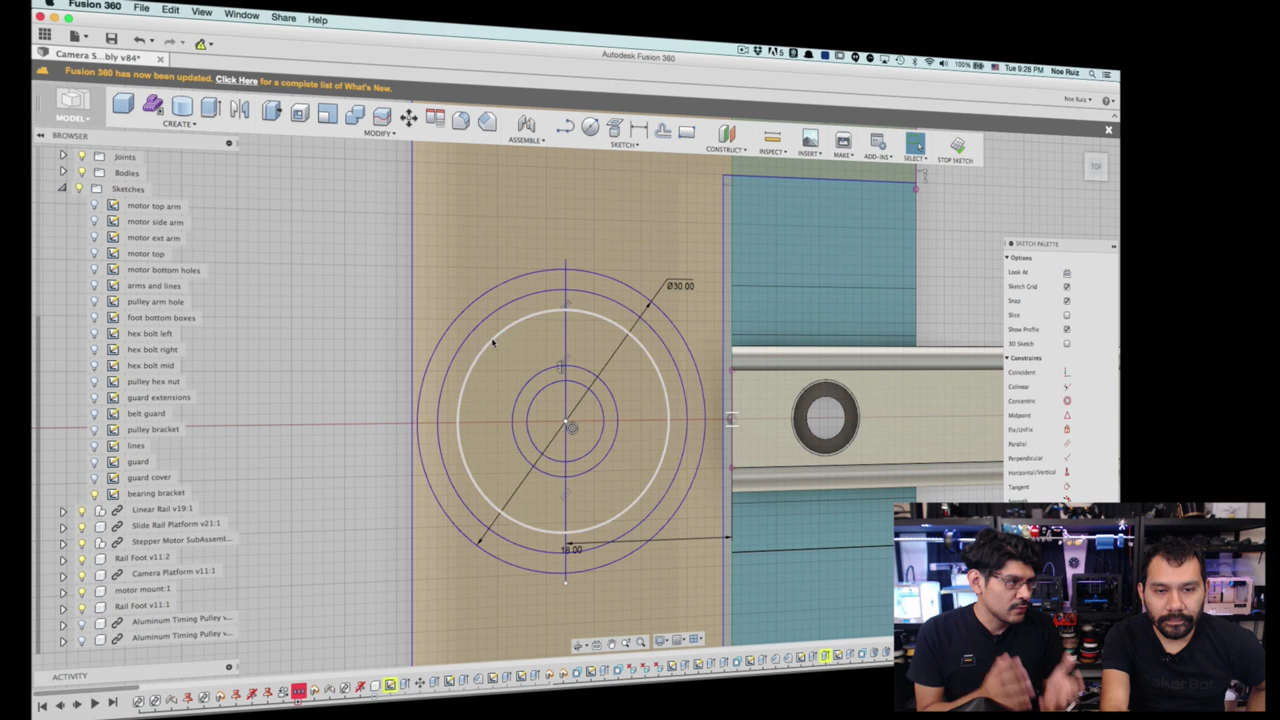 Fusion 360 File Edit View Window Share Help
100% Tue 9:26 PM Noe Ruiz
Camera S...bly v84*
Autodesk Fusion 360
Noe Ruiz
Fusion 360 has now been updated. Click Here for a complete list of What's New.
MODEL
CREATE
MODIFY
ASSEMBLE
SKETCH
CONSTRUCT
INSPECT
INSERT
MAKE
ADD-INS
SELECT
STOP SKETCH
BROWSER
TOP
Joints
Bodies
Sketches
motor top arm
motor side arm
motor ext arm
motor top
motor bottom holes
arms and lines
pulley arm hole
foot bottom boxes
hex bolt left
hex bolt right
hex bolt mid
pulley hex nut
guard extensions
belt guard
pulley bracket
lines
guard
guard cover
bearing bracket
Linear Rail v19:1
Slide Rail Platform v21:1
Stepper Motor SubAssemt...
Rail Foot v11:2
Camera Platform v11:1
motor mount:1
Rail Foot v11:1
Aluminum Timing Pulley v...
Aluminum Timing Pulley v...
ACTIVITY
Ø30.00
18.00
SKETCH PALETTE
Options
Look At
Sketch Grid
Snap
Slice
Show Profile
3D Sketch
Constraints
Coincident
Colinear
Concentric
Midpoint
Fix/UnFix
Parallel
Perpendicular
Horizontal/Vertical
Tangent
Smooth